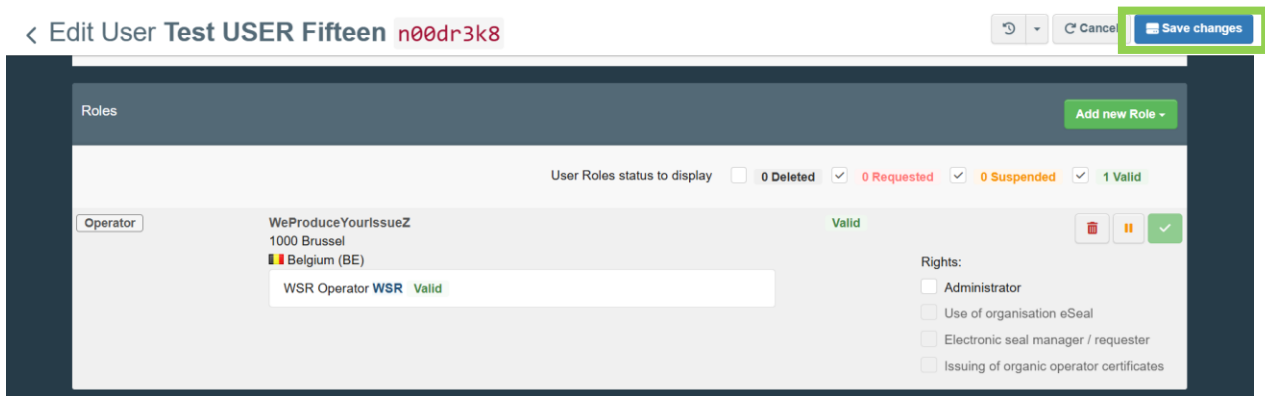 Edit User Test USER Fifteen n00dr3k8
Cancel
Save changes
Roles
Add new Role
User Roles status to display 0 Deleted 0 Requested 0 Suspended 1 Valid
Operator
WeProduceYourIssueZ
Valid
1000 Brussel
Belgium (BE)
WSR Operator WSR Valid
Rights:
Administrator
Use of organisation eSeal
Electronic seal manager / requester
Issuing of organic operator certificates